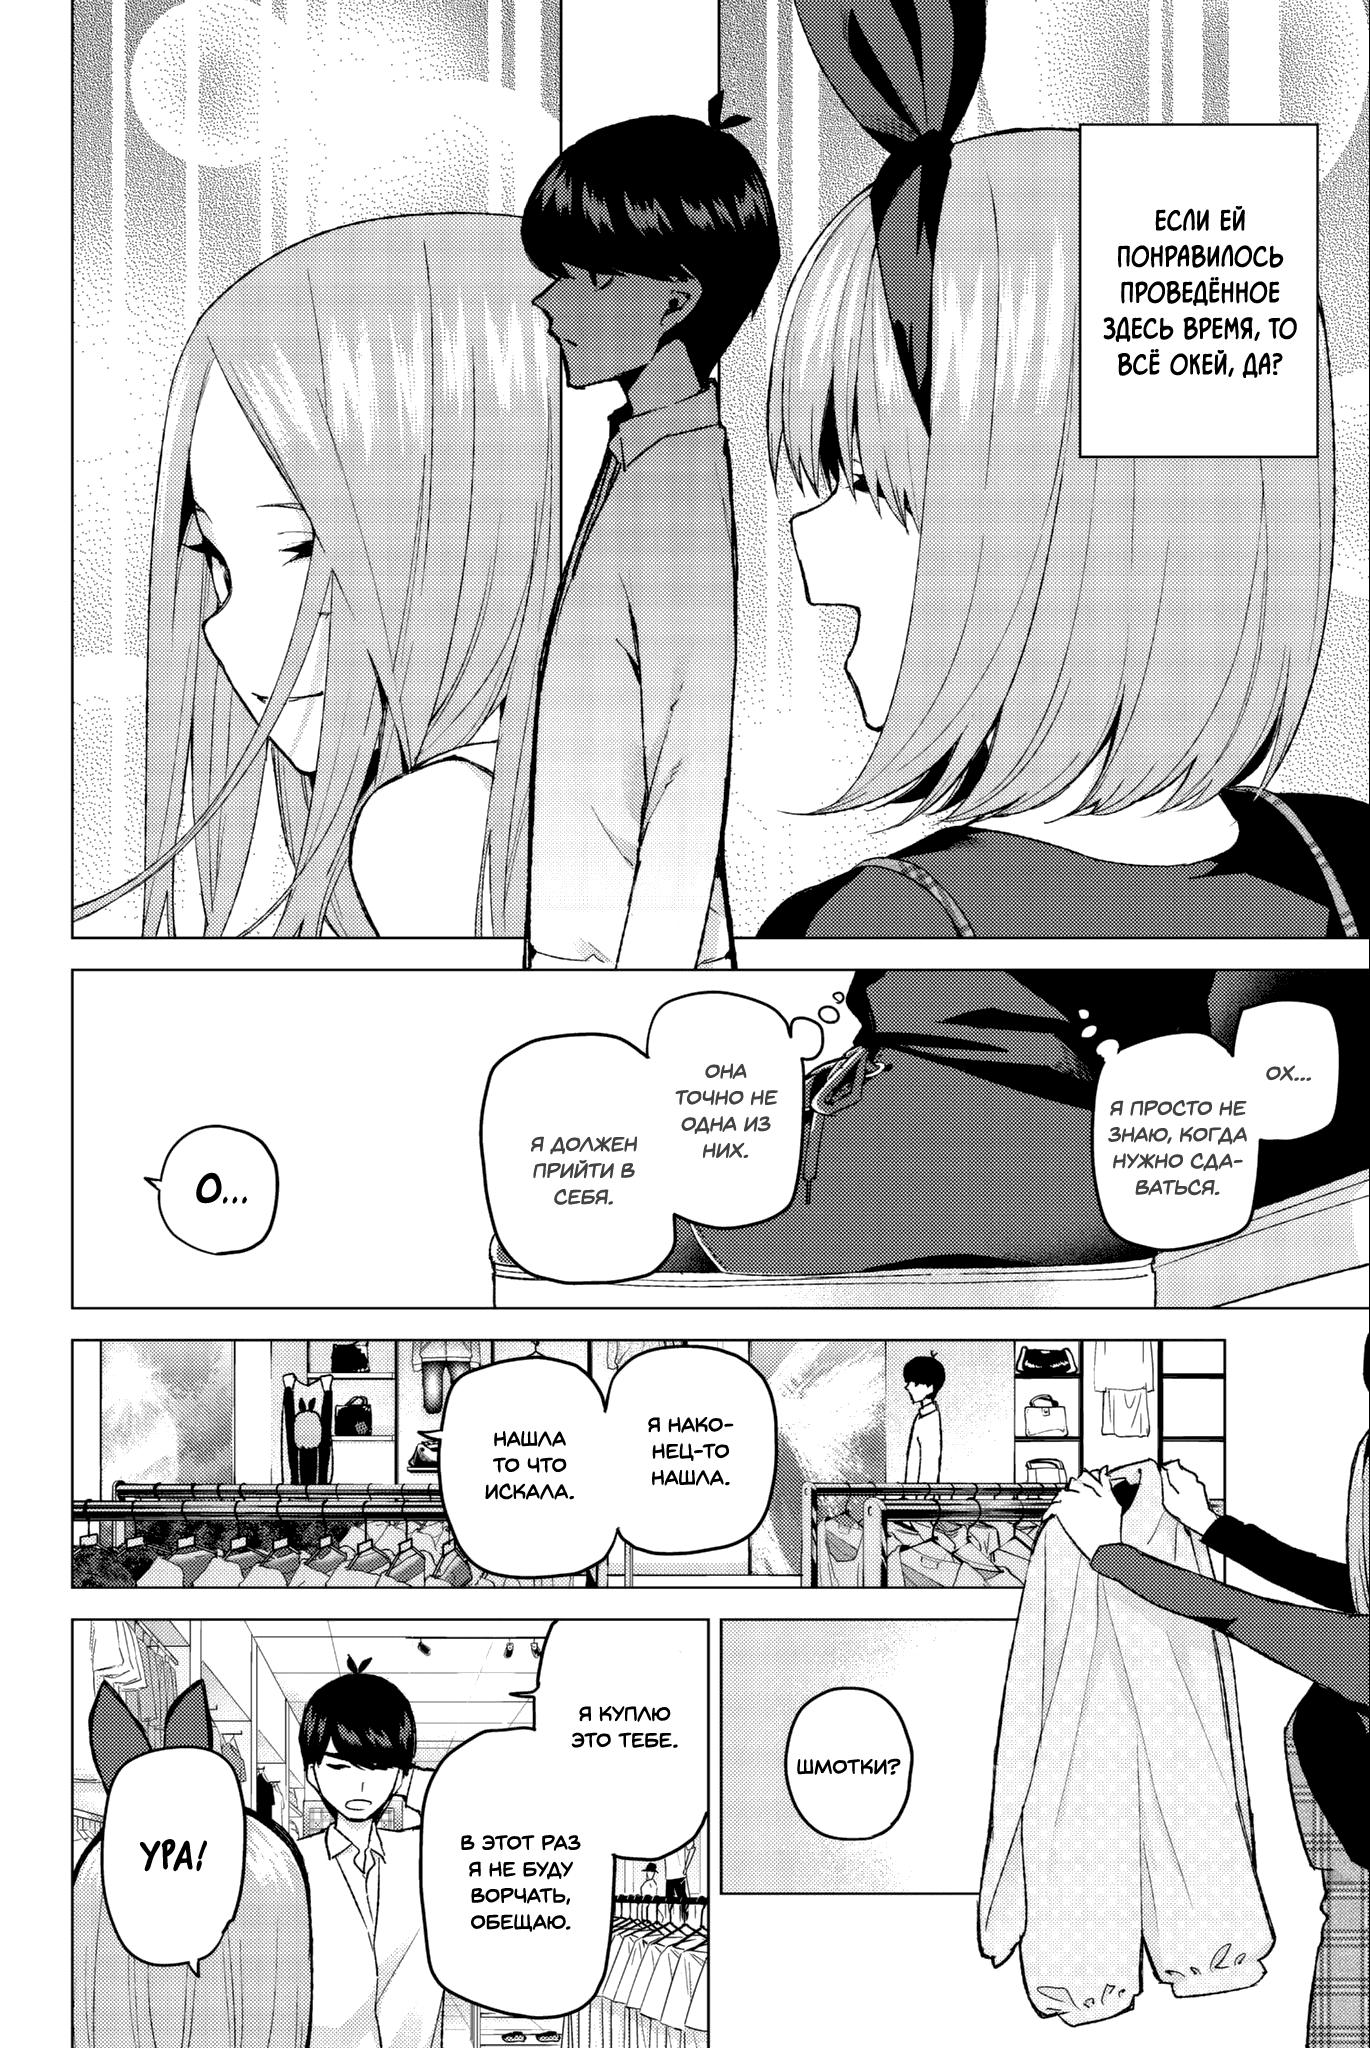 ЕСЛИ ЕЙ
ПОНРАВИЛОСЬ
ПРОВЕДЁННОЕ
ЗДЕСЬ ВРЕМЯ, ТО
ВСЁ ОКЕЙ, ДА?
ОХ...
Я ПРОСТО НЕ
ЗНАЮ, КОГДА
НУЖНО СДА-
ВАТЬСЯ.
ОНА
ТОЧНО НЕ
ОДНА ИЗ
НИХ.
Я ДОЛЖЕН
ПРИЙТИ В
СЕБЯ.
О...
Я НАКО-
НЕЦ-ТО
НАШЛА.
НАШЛА
ТО ЧТО
ИСКАЛА.
ШМОТКИ?
Я КУПЛЮ
ЭТО ТЕБЕ.
В ЭТОТ РАЗ
Я НЕ БУДУ
ВОРЧАТЬ,
ОБЕЩАЮ.
УРА!